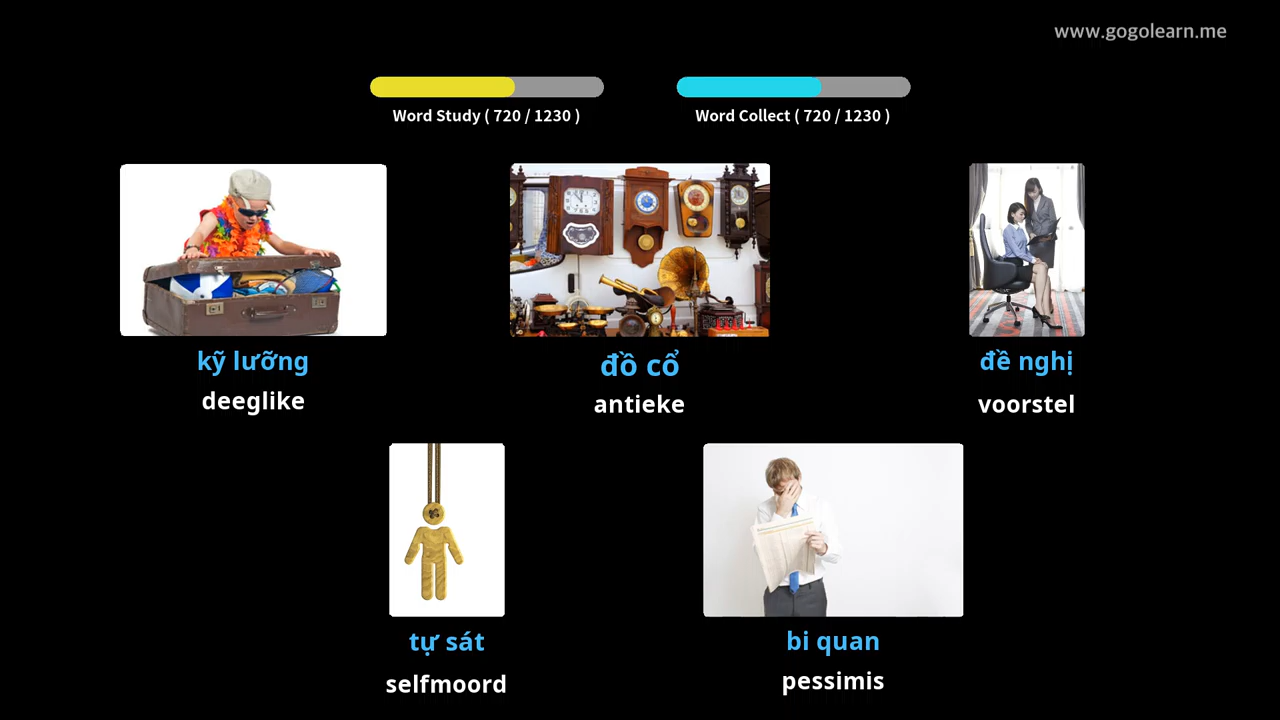 www.gogolearn.me
Word Study ( 720 / 1230 )
Word Collect ( 720 / 1230 )
kỹ lưỡng
deeglike
đồ cổ
antieke
đề nghị
voorstel
tự sát
selfmoord
bi quan
pessimis